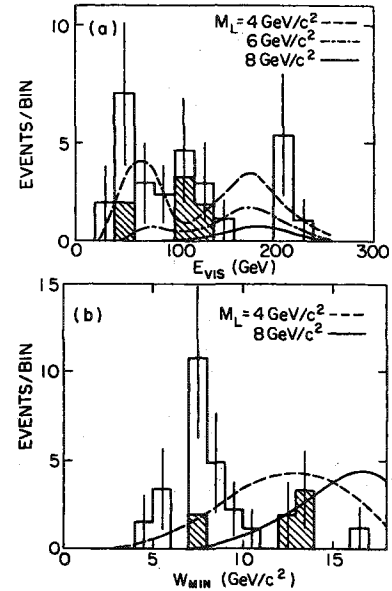 10
(a)
M_L = 4 GeV/c²
6 GeV/c²
8 GeV/c²
EVENTS/BIN
5
0
0
100
200
300
E_VIS (GeV)
15
(b)
M_L = 4 GeV/c²
8 GeV/c²
EVENTS/BIN
10
5
0
0
5
10
15
W_MIN (GeV/c²)